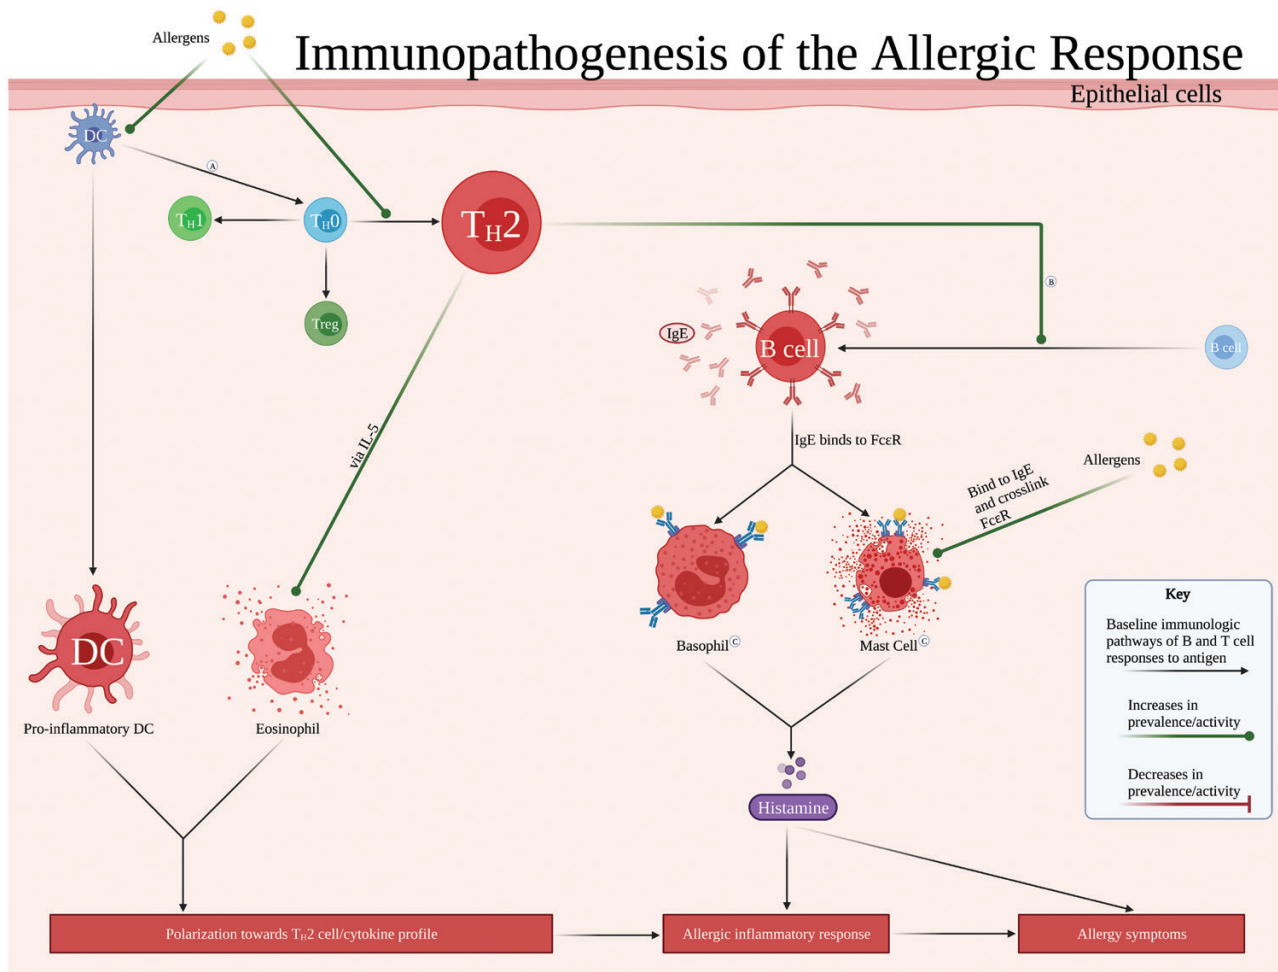 Immunopathogenesis of the Allergic Response
Allergens
Epithelial cells
DC
A
TH1
TH0
TH2
Treg
B
IgE
B cell
B cell
via IL-5
IgE binds to FcεR
Allergens
Bind to IgE
and crosslink
FcεR
DC
Pro-inflammatory DC
Eosinophil
Basophil C
Mast Cell C
Key
Baseline immunologic
pathways of B and T cell
responses to antigen
Increases in
prevalence/activity
Decreases in
prevalence/activity
Histamine
Polarization towards TH2 cell/cytokine profile
Allergic inflammatory response
Allergy symptoms